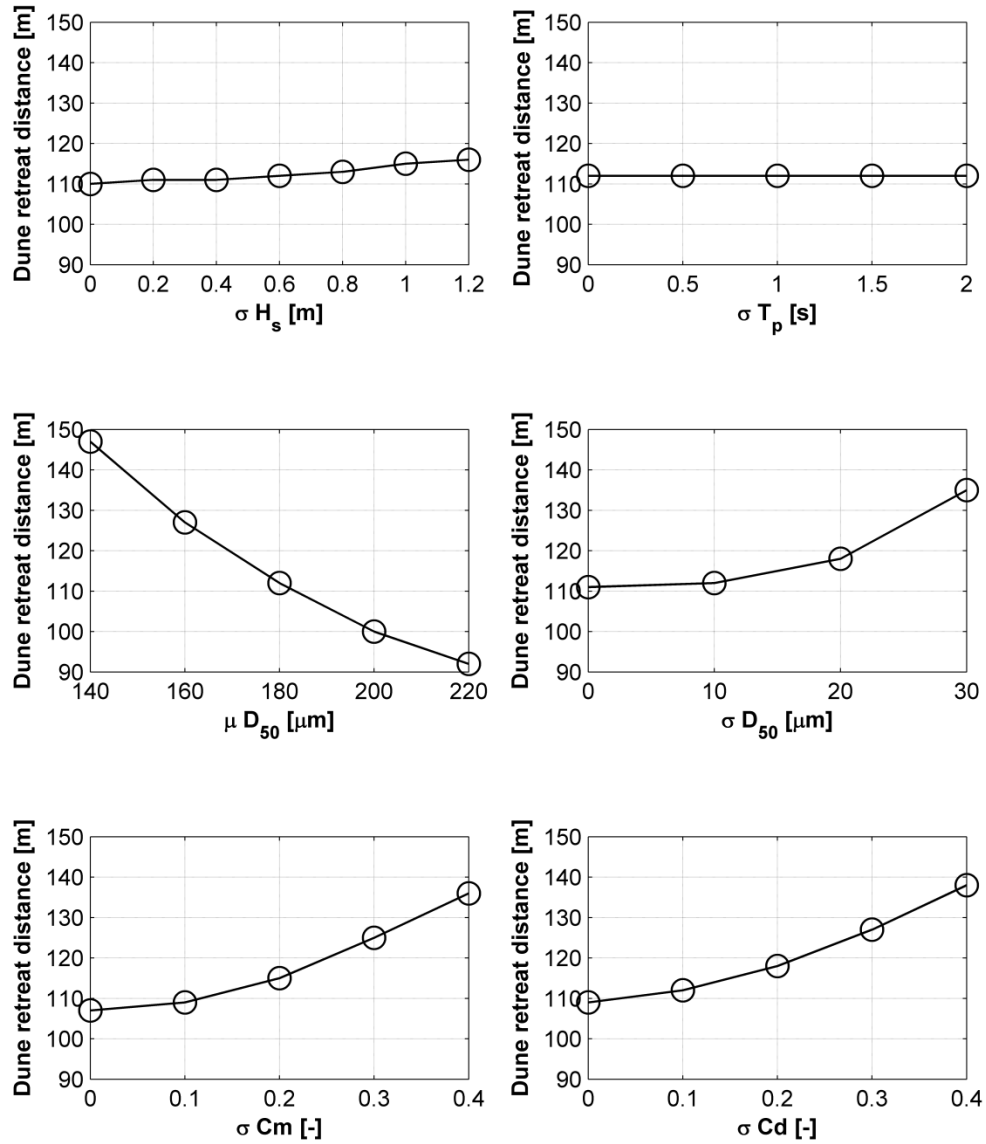 Dune retreat distance [m]
150
140
130
120
110
100
90
0 0.2 0.4 0.6 0.8 1 1.2
σ Hs [m]
Dune retreat distance [m]
150
140
130
120
110
100
90
0 0.5 1 1.5 2
σ Tp [s]
Dune retreat distance [m]
150
140
130
120
110
100
90
140 160 180 200 220
μ D50 [μm]
Dune retreat distance [m]
150
140
130
120
110
100
90
0 10 20 30
σ D50 [μm]
Dune retreat distance [m]
150
140
130
120
110
100
90
0 0.1 0.2 0.3 0.4
σ Cm [-]
Dune retreat distance [m]
150
140
130
120
110
100
90
0 0.1 0.2 0.3 0.4
σ Cd [-]